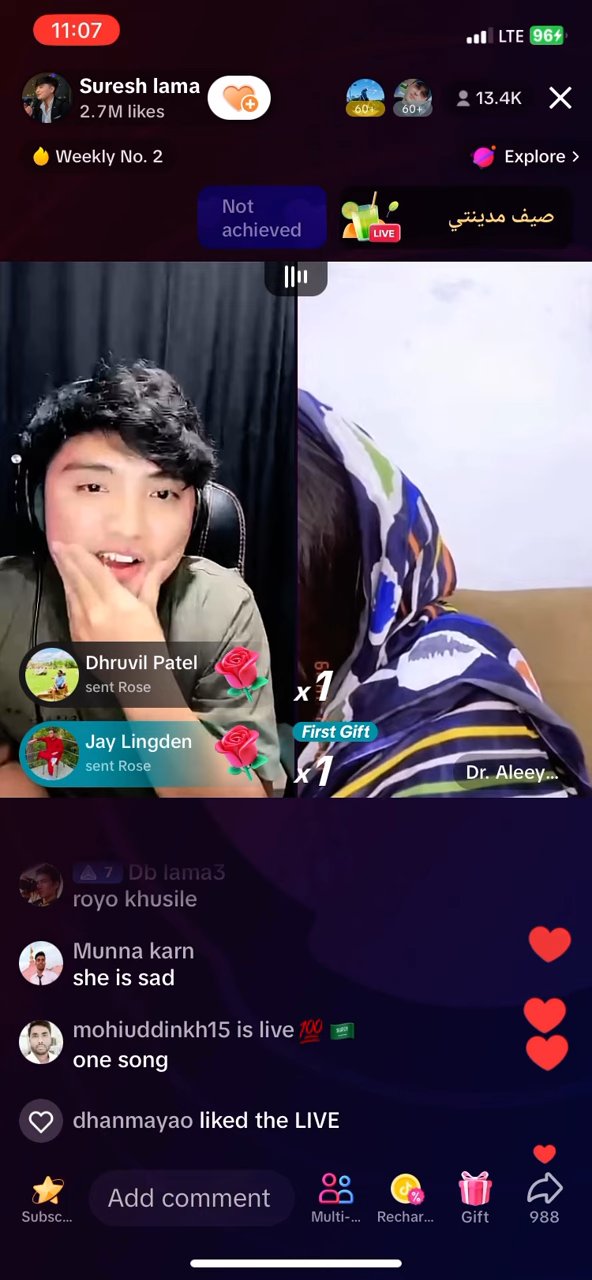 11:07
LTE 96
Suresh lama
2.7M likes
60+
60+
13.4K
Weekly No. 2
Explore >
Not
achieved
LIVE
صيف مدينتي
Dhruvil Patel
sent Rose
x1
First Gift
Jay Lingden
sent Rose
x1
Dr. Aleey...
7 Db lama3
royo khusile
Munna karn
she is sad
mohiuddinkh15 is live 💯 🇸🇦
one song
dhanmayao liked the LIVE
Subsc...
Add comment
Multi-...
Rechar...
Gift
988